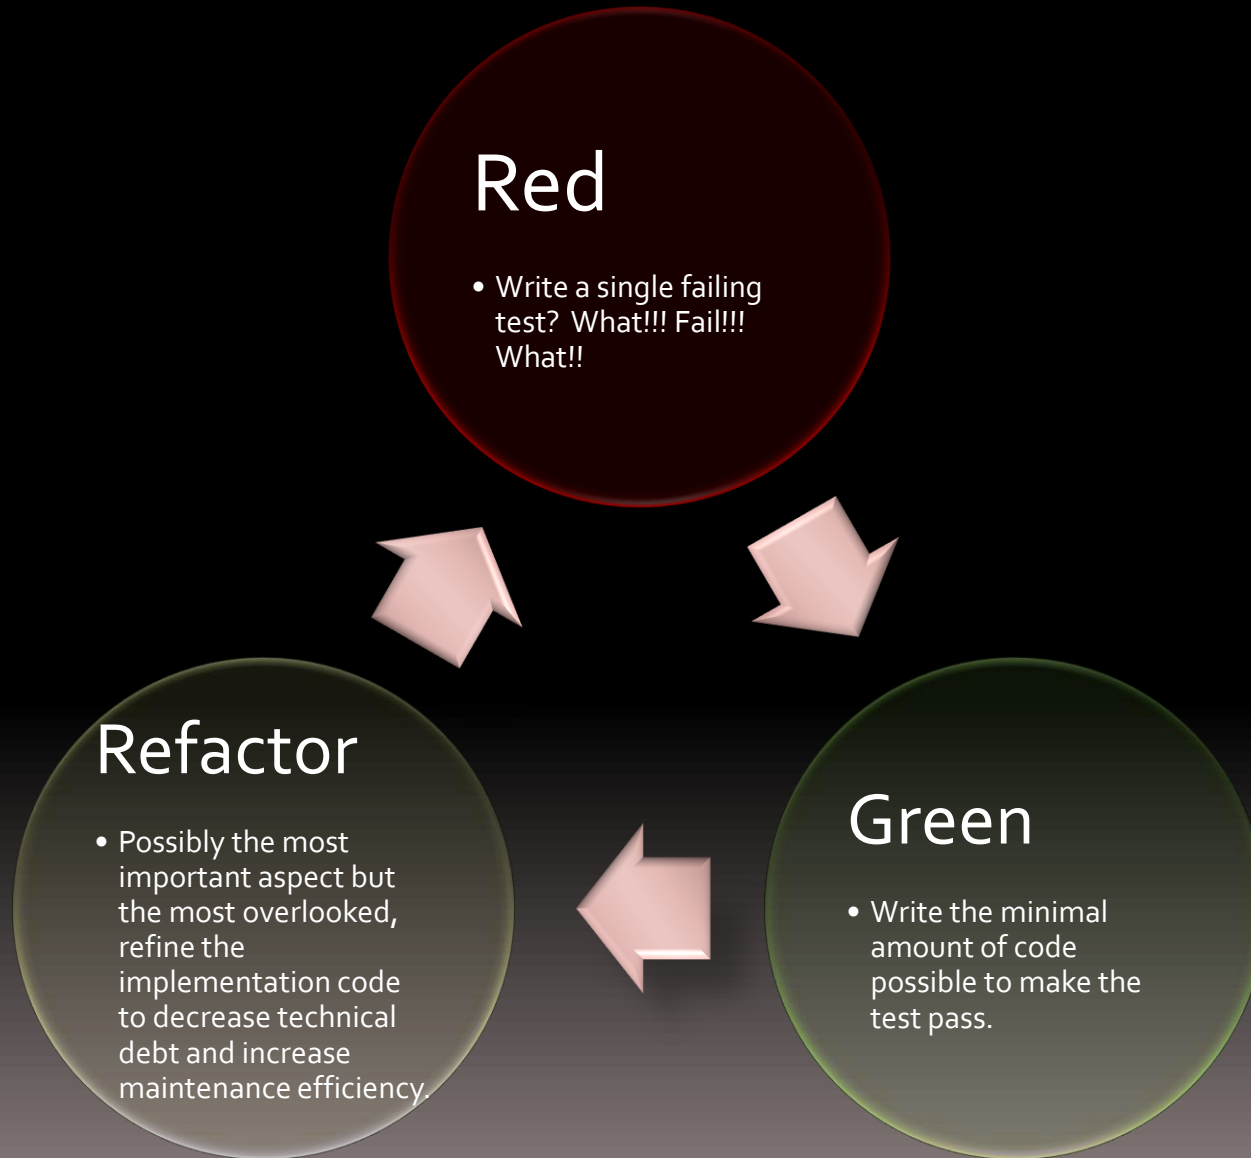 Red
• Write a single failing
test?  What!!! Fail!!!
What!!
Refactor
• Possibly the most
important aspect but
the most overlooked,
refine the
implementation code
to decrease technical
debt and increase
maintenance efficiency.
Green
• Write the minimal
amount of code
possible to make the
test pass.